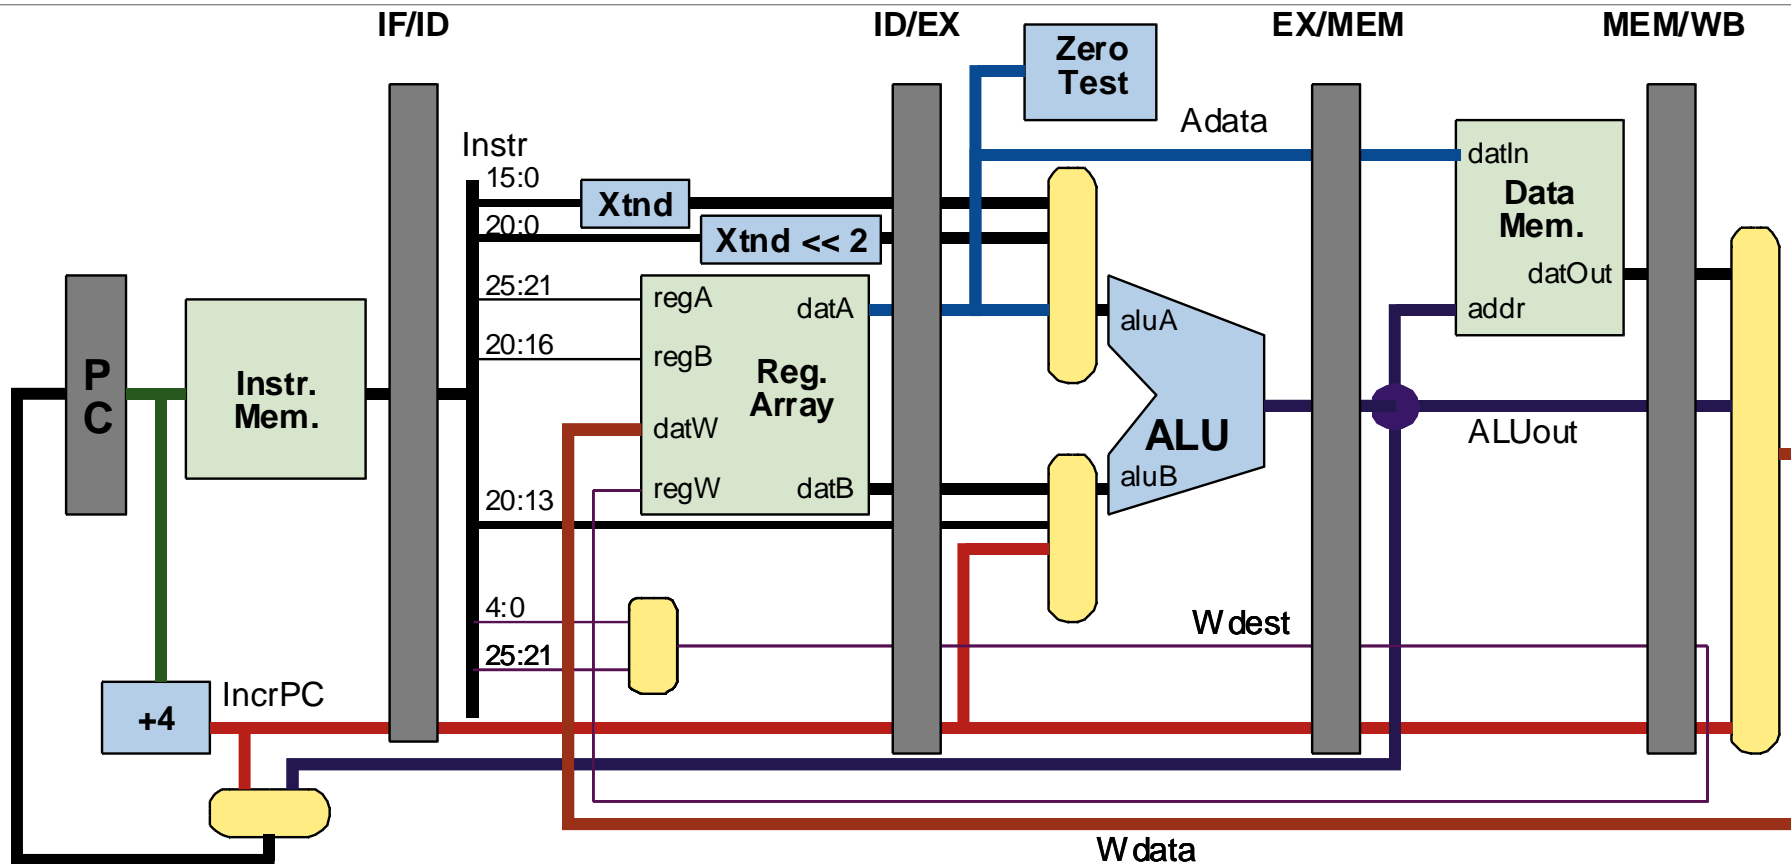 IF/ID
ID/EX
EX/MEM
MEM/WB
Zero
Test
Adata
Instr
15:0
Xtnd
20:0
Xtnd << 2
datIn
Data
Mem.
datOut
addr
25:21
regA
datA
aluA
20:16
regB
P
C
Instr.
Mem.
Reg.
Array
datW
ALU
ALUout
regW
datB
aluB
20:13
4:0
Wdest
25:21
IncrPC
+4
Wdata